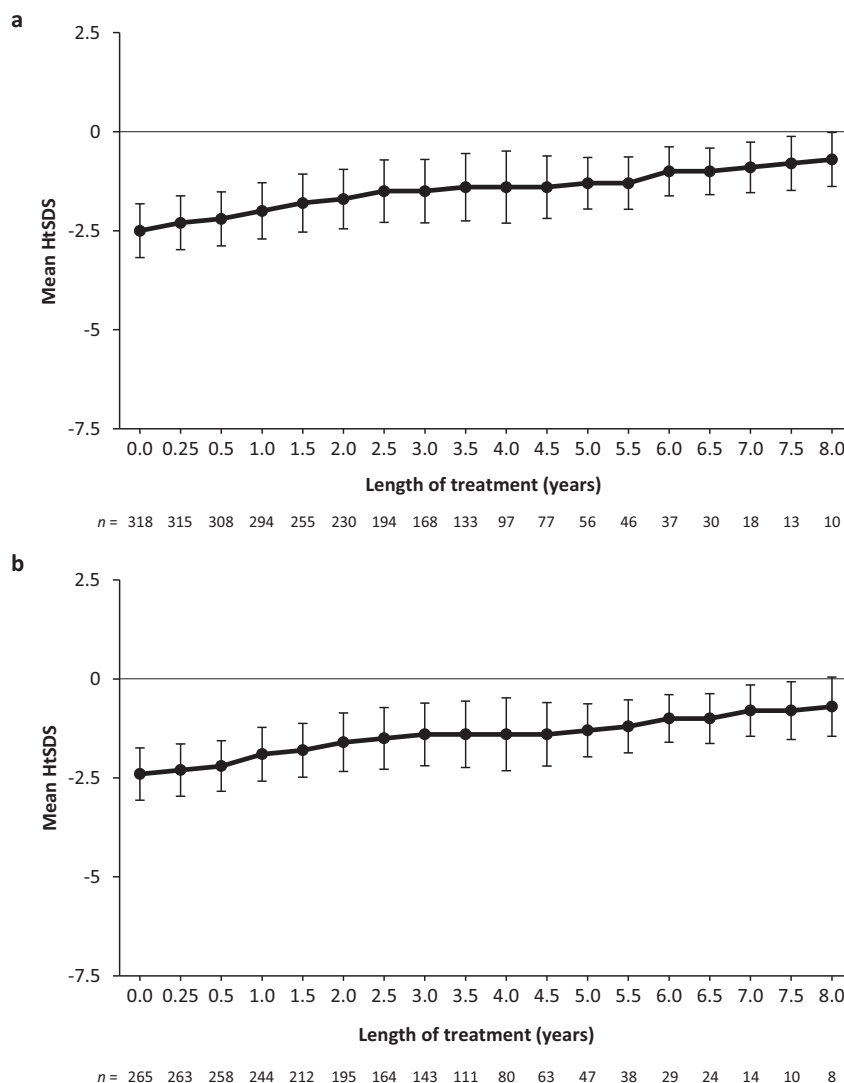 a
2.5
0
-2.5
-5
-7.5
Mean HtSDS
0.0 0.25 0.5 1.0 1.5 2.0 2.5 3.0 3.5 4.0 4.5 5.0 5.5 6.0 6.5 7.0 7.5 8.0
Length of treatment (years)
n = 318 315 308 294 255 230 194 168 133 97 77 56 46 37 30 18 13 10
b
2.5
0
-2.5
-5
-7.5
Mean HtSDS
0.0 0.25 0.5 1.0 1.5 2.0 2.5 3.0 3.5 4.0 4.5 5.0 5.5 6.0 6.5 7.0 7.5 8.0
Length of treatment (years)
n = 265 263 258 244 212 195 164 143 111 80 63 47 38 29 24 14 10 8